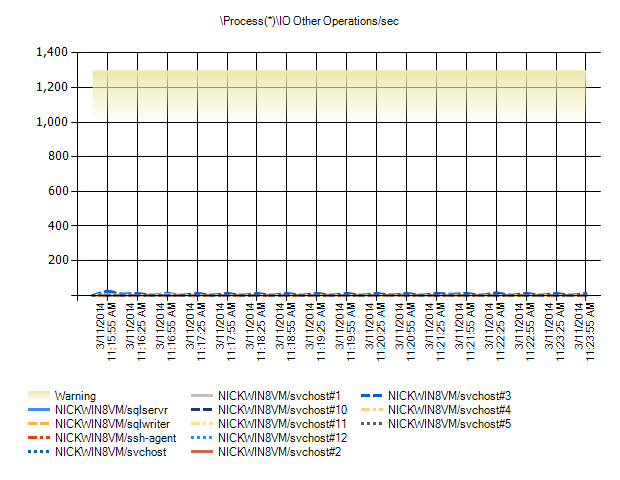 \Process(*)\IO Other Operations/sec
1,400
1,200
1,000
800
600
400
200
3/11/2014 11:15:55 AM
3/11/2014 11:16:25 AM
3/11/2014 11:16:55 AM
3/11/2014 11:17:25 AM
3/11/2014 11:17:55 AM
3/11/2014 11:18:25 AM
3/11/2014 11:18:55 AM
3/11/2014 11:19:25 AM
3/11/2014 11:19:55 AM
3/11/2014 11:20:25 AM
3/11/2014 11:20:55 AM
3/11/2014 11:21:25 AM
3/11/2014 11:21:55 AM
3/11/2014 11:22:25 AM
3/11/2014 11:22:55 AM
3/11/2014 11:23:25 AM
3/11/2014 11:23:55 AM
Warning
NICKWIN8VM/sqlservr
NICKWIN8VM/sqlwriter
NICKWIN8VM/ssh-agent
NICKWIN8VM/svchost
NICKWIN8VM/svchost#1
NICKWIN8VM/svchost#10
NICKWIN8VM/svchost#11
NICKWIN8VM/svchost#12
NICKWIN8VM/svchost#2
NICKWIN8VM/svchost#3
NICKWIN8VM/svchost#4
NICKWIN8VM/svchost#5